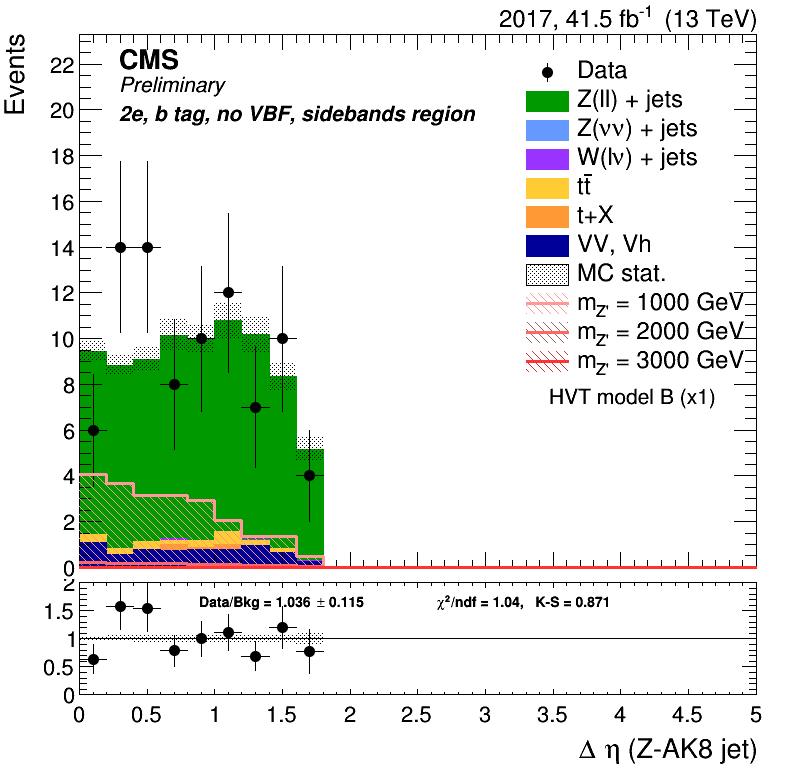 2017, 41.5 fb⁻¹ (13 TeV)
Events
CMS
Preliminary
2e, b tag, no VBF, sidebands region
Data
Z(ll) + jets
Z(νν) + jets
W(lν) + jets
tt̄
t+X
VV, Vh
MC stat.
m_Z' = 1000 GeV
m_Z' = 2000 GeV
m_Z' = 3000 GeV
HVT model B (x1)
22
20
18
16
14
12
10
8
6
4
2
0
Data/Bkg = 1.036 ± 0.115 χ²/ndf = 1.04, K-S = 0.871
2
1.5
1
0.5
0
0 0.5 1 1.5 2 2.5 3 3.5 4 4.5 5
Δ η (Z-AK8 jet)